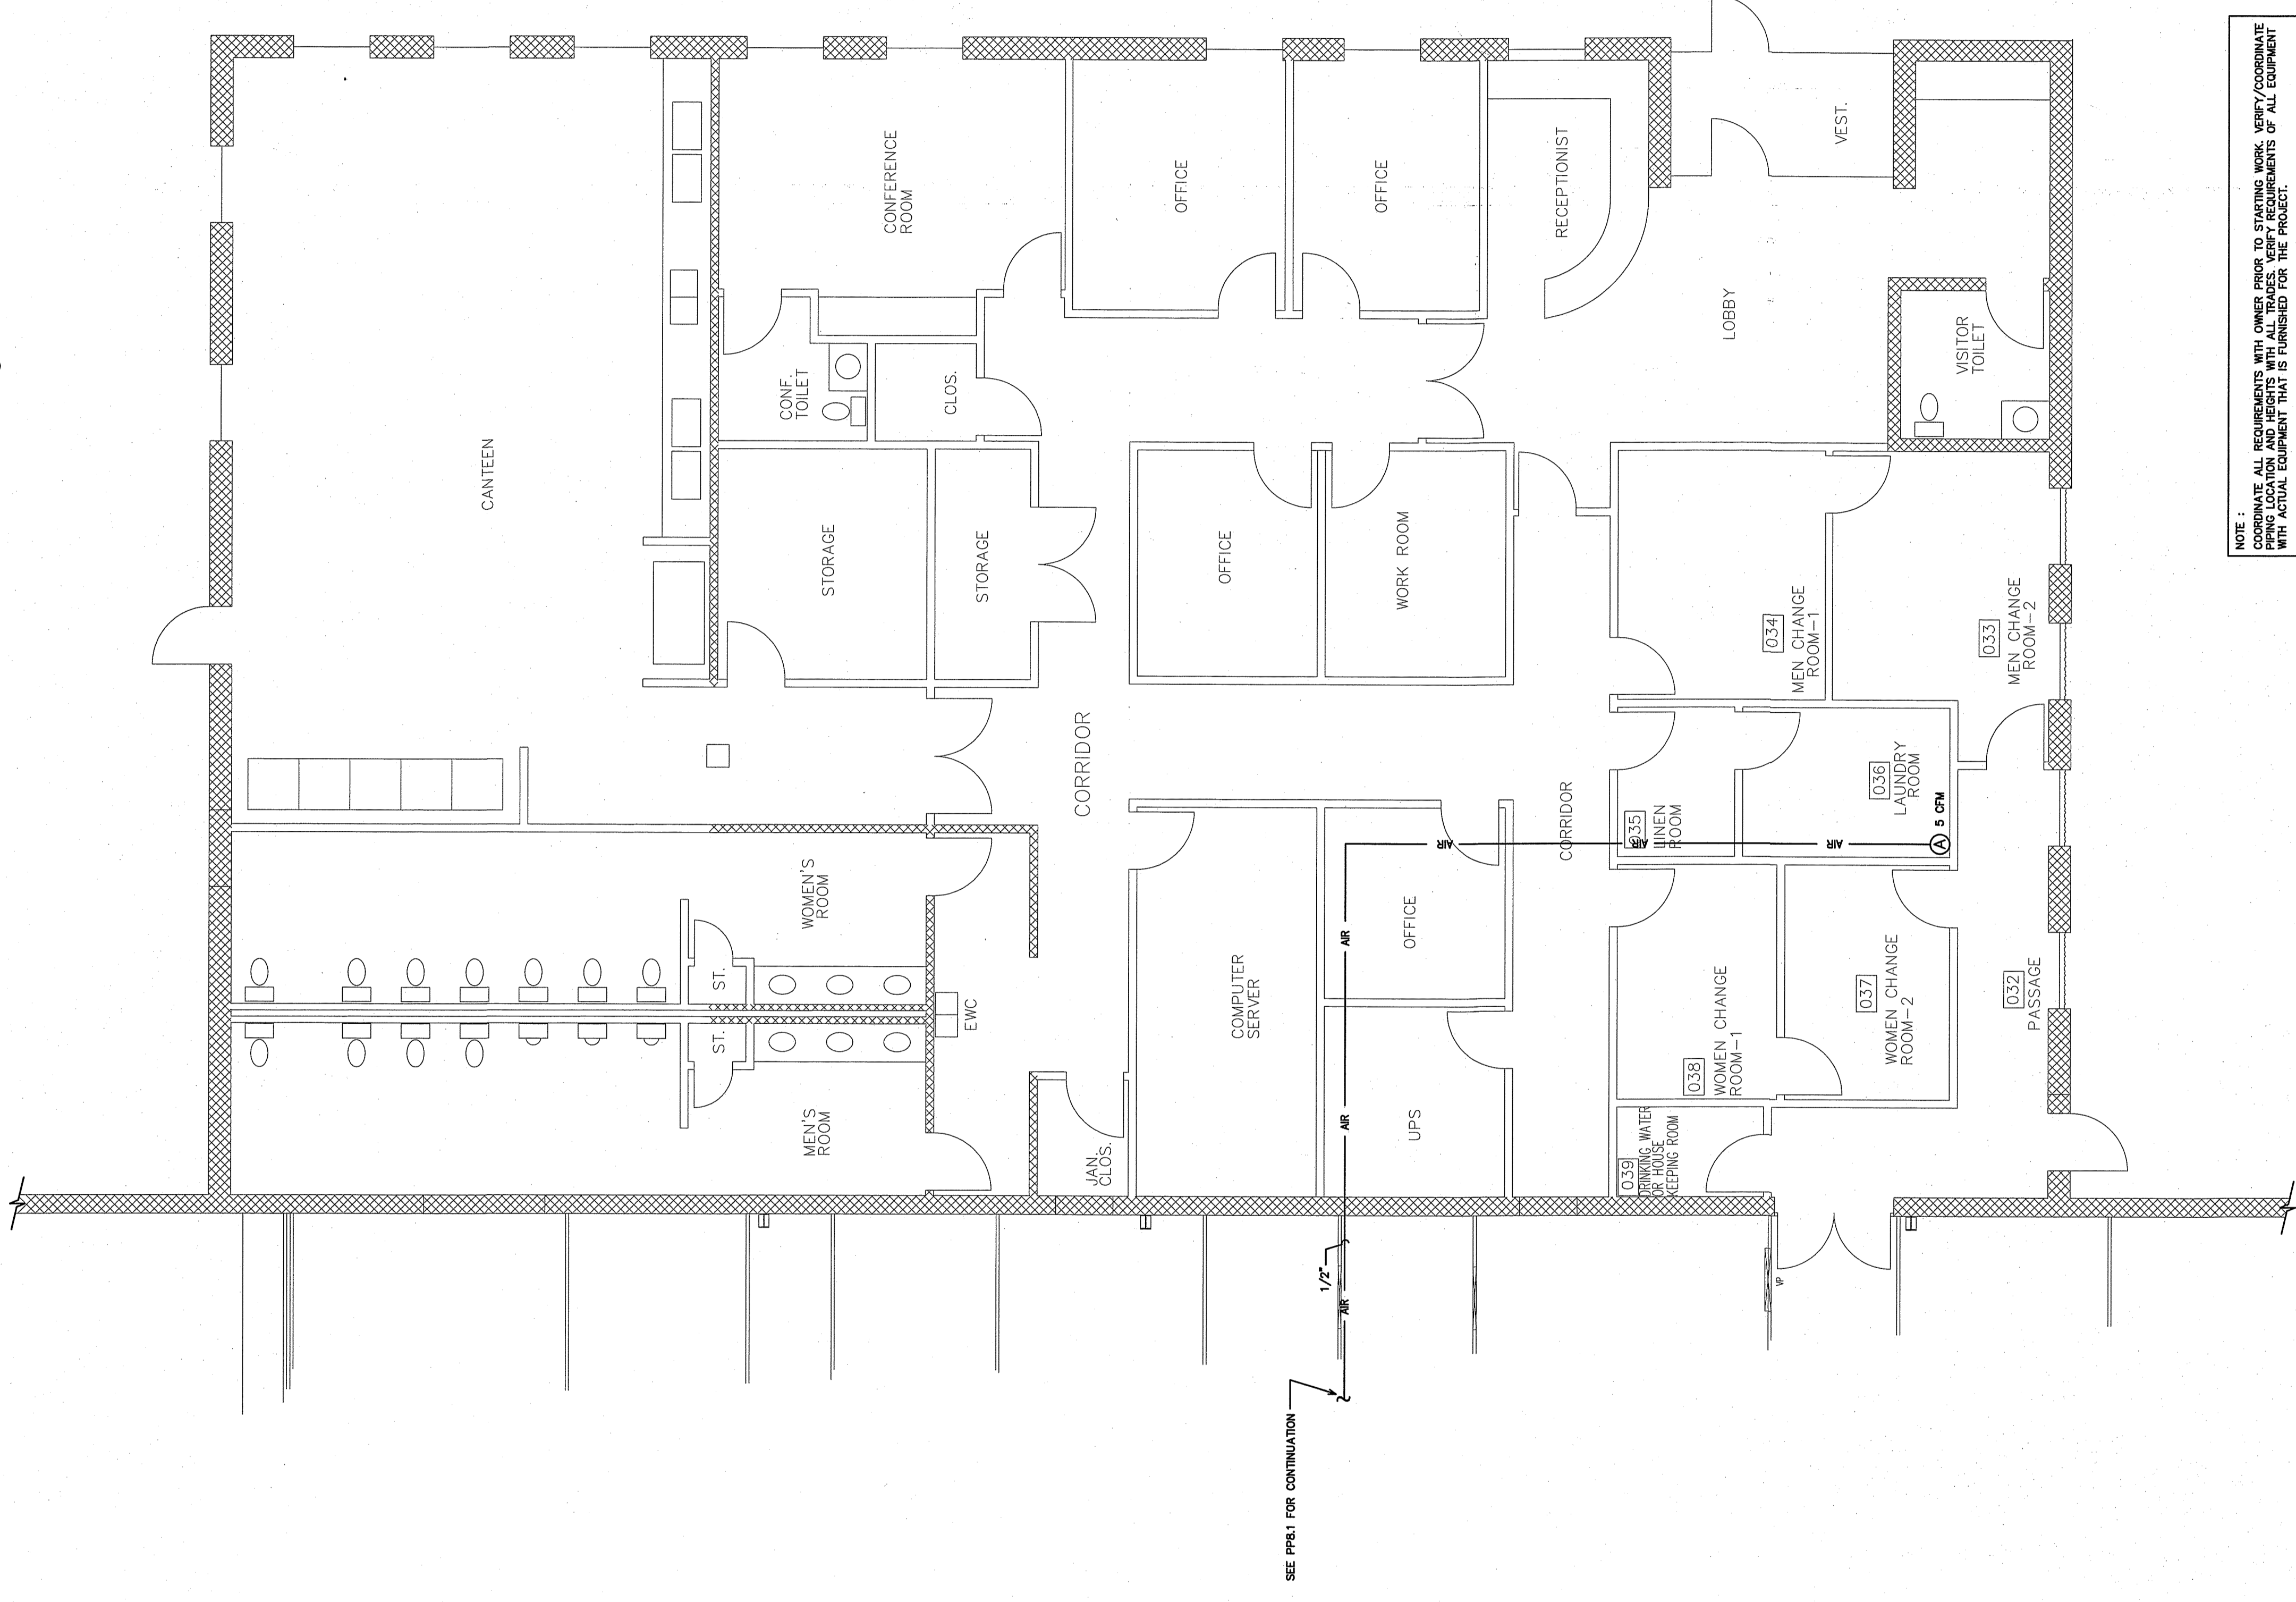 CANTEEN
CONFERENCE
ROOM
OFFICE
OFFICE
RECEPTIONIST
VEST.
LOBBY
VISITOR
TOILET
CONF.
TOILET
CLOS.
STORAGE
STORAGE
OFFICE
WORK ROOM
034
MEN CHANGE
ROOM-1
033
MEN CHANGE
ROOM-2
CORRIDOR
CORRIDOR
035
LINEN
ROOM
036
LAUNDRY
ROOM
A 5 CFM
AIR
AIR
AIR
WOMEN'S
ROOM
ST.
ST.
EWC
MEN'S
ROOM
JAN.
CLOS.
COMPUTER
SERVER
OFFICE
AIR
AIR
UPS
038
WOMEN CHANGE
ROOM-1
037
WOMEN CHANGE
ROOM-2
032
PASSAGE
039
DRINKING WATER
OR HOUSE
KEEPING ROOM
1/2"
AIR
VP
SEE PP8.1 FOR CONTINUATION
NOTE :
COORDINATE ALL REQUIREMENTS WITH OWNER PRIOR TO STARTING WORK. VERIFY/COORDINATE
PIPING LOCATION AND HEIGHTS WITH ALL TRADES. VERIFY REQUIREMENTS OF ALL EQUIPMENT
WITH ACTUAL EQUIPMENT THAT IS FURNISHED FOR THE PROJECT.